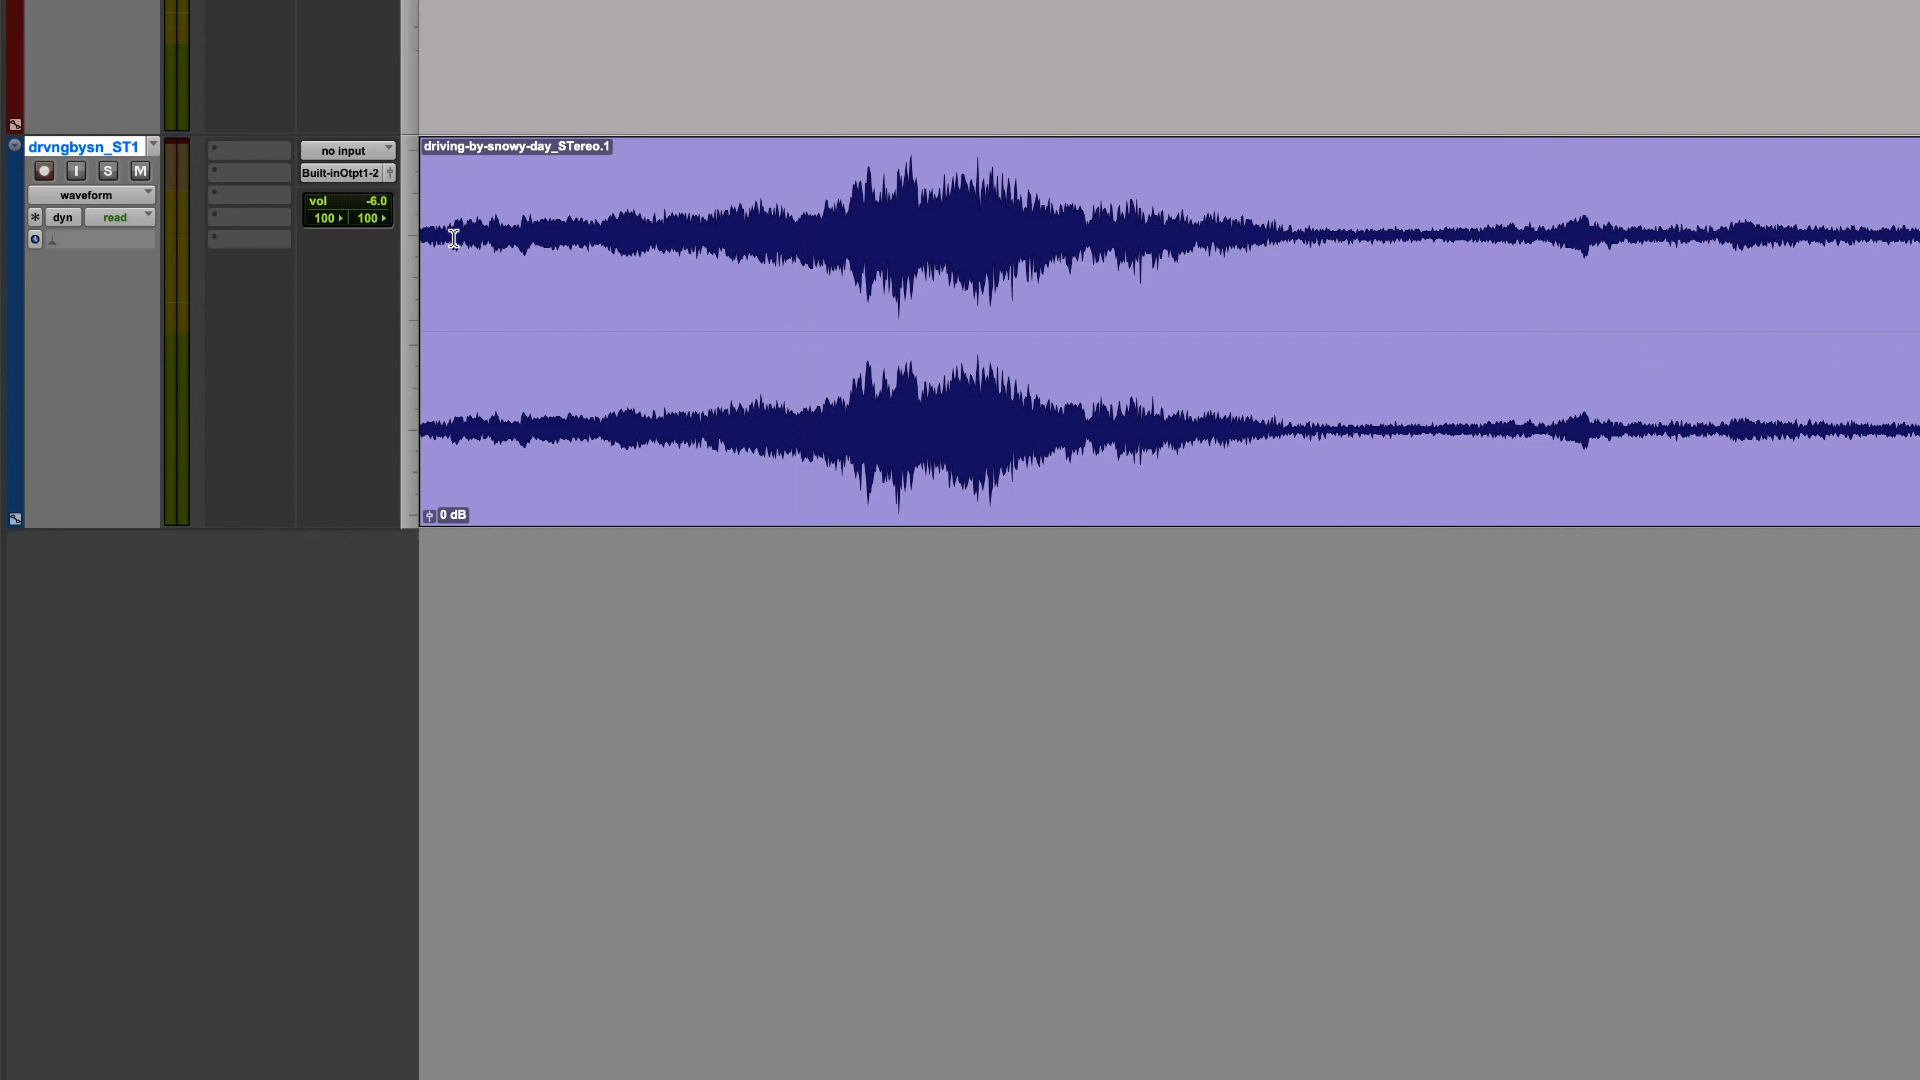 drvngbysn_ST1
I S M
waveform
* dyn read
no input
Built-inOtpt1-2
vol -6.0
100 100
driving-by-snowy-day_STereo.1
0 dB